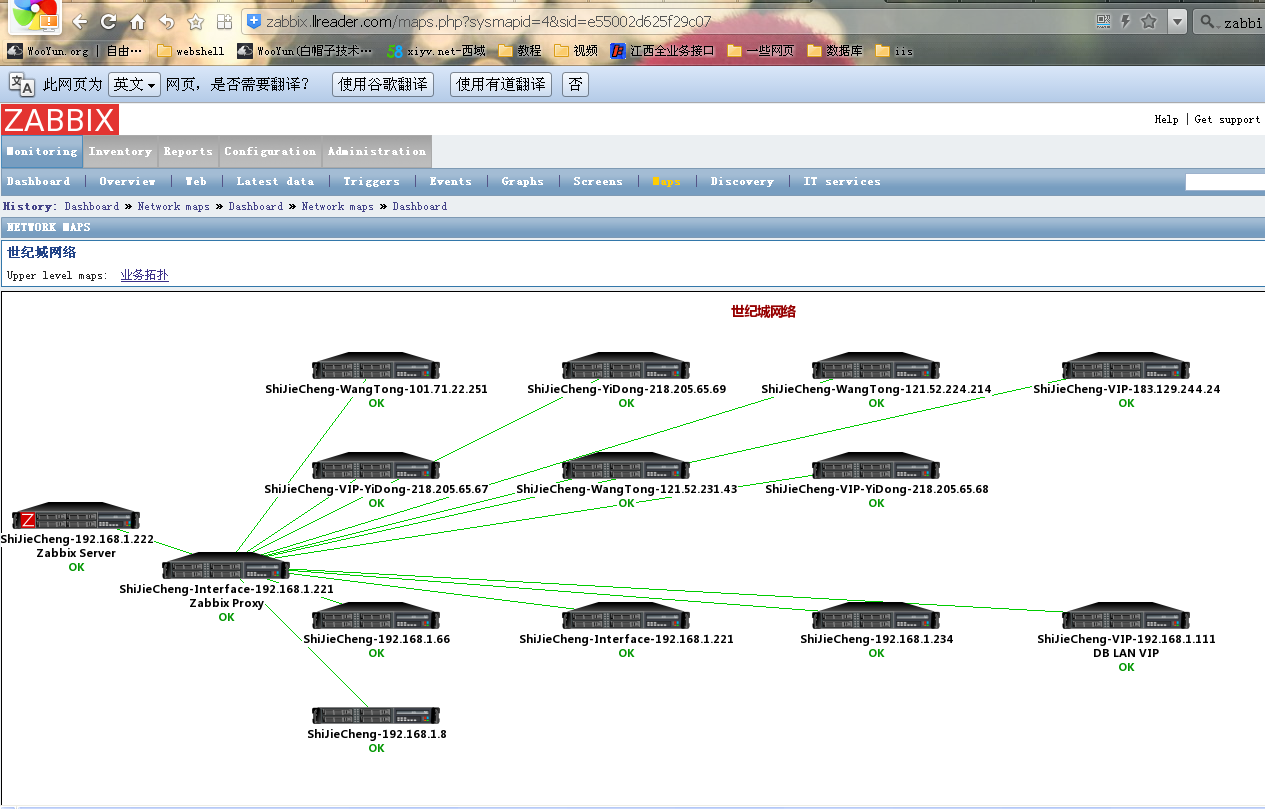 zabbix.llreader.com/maps.php?sysmapid=4&sid=e55002d625f29c07
zabbi
WooYun.org | 自由… webshell WooYun(白帽子技术… 58 xiyv.net-西域 教程 视频 江西全业务接口 一些网页 数据库 iis
此网页为 英文 网页，是否需要翻译？ 使用谷歌翻译 使用有道翻译 否
ZABBIX
Help | Get support
Monitoring Inventory Reports Configuration Administration
Dashboard | Overview | Web | Latest data | Triggers | Events | Graphs | Screens | Maps | Discovery | IT services
History: Dashboard » Network maps » Dashboard » Network maps » Dashboard
NETWORK MAPS
世纪城网络
Upper level maps: 业务拓扑
世纪城网络
ShiJieCheng-WangTong-101.71.22.251 ShiJieCheng-YiDong-218.205.65.69 ShiJieCheng-WangTong-121.52.224.214 ShiJieCheng-VIP-183.129.244.24
OK OK OK OK
ShiJieCheng-VIP-YiDong-218.205.65.67 ShiJieCheng-WangTong-121.52.231.43 ShiJieCheng-VIP-YiDong-218.205.65.68
OK OK OK
Z
ShiJieCheng-192.168.1.222
Zabbix Server
OK
ShiJieCheng-Interface-192.168.1.221
Zabbix Proxy
OK
ShiJieCheng-192.168.1.66 ShiJieCheng-Interface-192.168.1.221 ShiJieCheng-192.168.1.234 ShiJieCheng-VIP-192.168.1.111
OK OK OK DB LAN VIP
OK
ShiJieCheng-192.168.1.8
OK